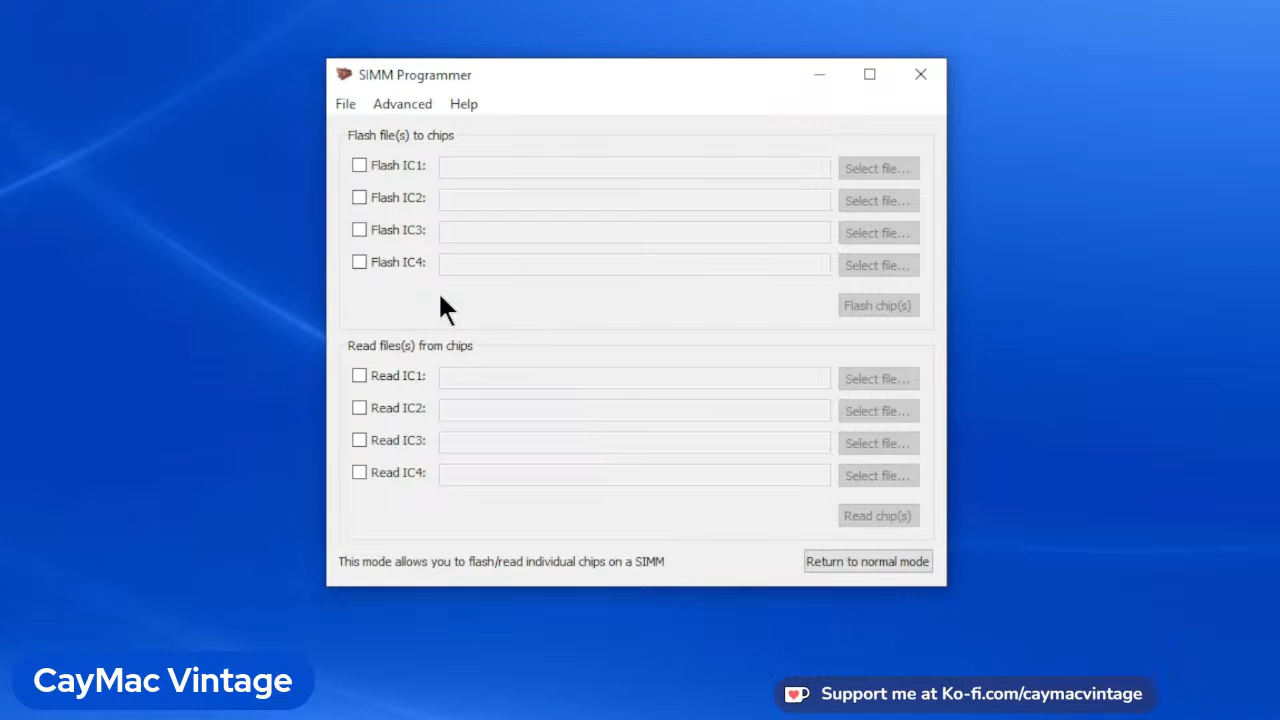 SIMM Programmer
File Advanced Help
Flash file(s) to chips
Flash IC1: Select file...
Flash IC2: Select file...
Flash IC3: Select file...
Flash IC4: Select file...
Flash chip(s)
Read files(s) from chips
Read IC1: Select file...
Read IC2: Select file...
Read IC3: Select file...
Read IC4: Select file...
Read chip(s)
This mode allows you to flash/read individual chips on a SIMM Return to normal mode
CayMac Vintage
Support me at Ko-fi.com/caymacvintage